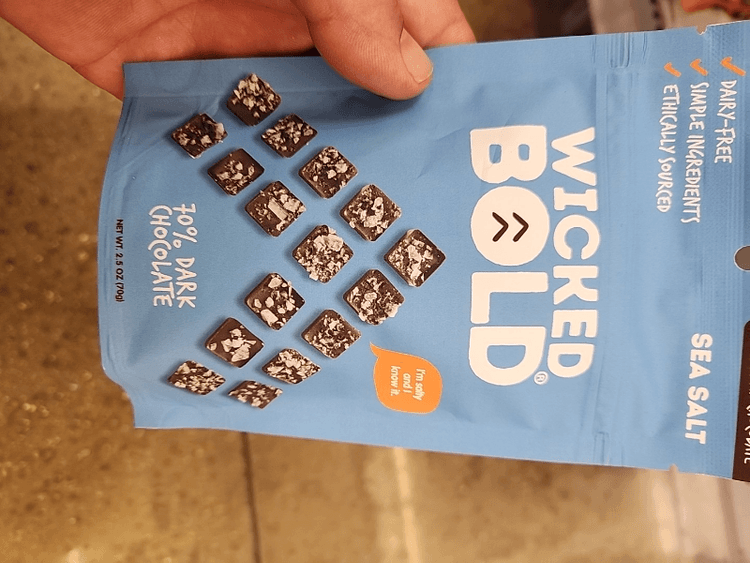 DAIRY-FREE
SIMPLE INGREDIENTS
ETHICALLY SOURCED
SEA SALT
WICKED
BOLD®
I'm salty
and I
know it.
70% DARK
CHOCOLATE
NET WT. 2.5 OZ (70g)